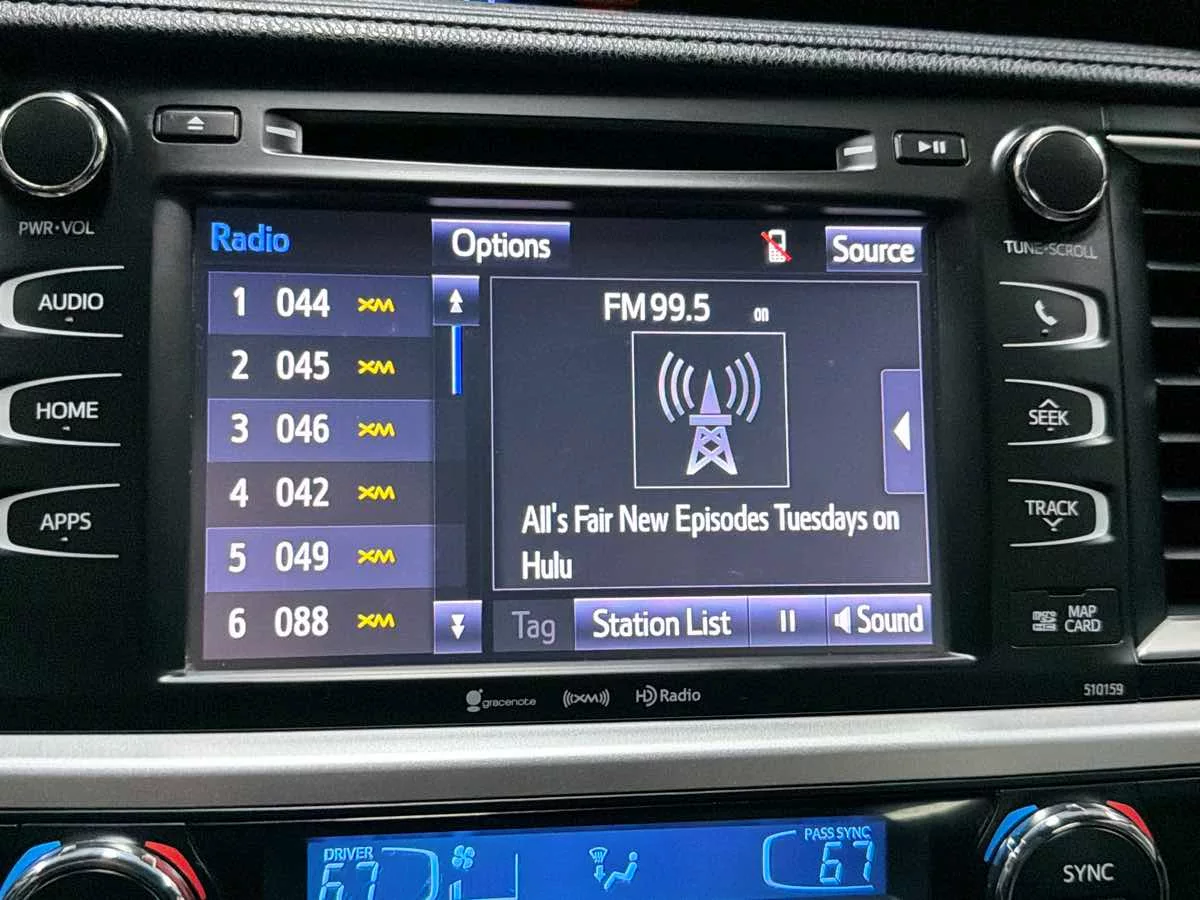 PWR•VOL
AUDIO
HOME
APPS
Radio
Options
Source
1 044 XM
2 045 XM
3 046 XM
4 042 XM
5 049 XM
6 088 XM
FM 99.5 on
All's Fair New Episodes Tuesdays on
Hulu
Tag
Station List
Sound
TUNE•SCROLL
SEEK
TRACK
MAP
CARD
gracenote
((XM))
HD Radio
510159
DRIVER
67
PASS SYNC
67
SYNC